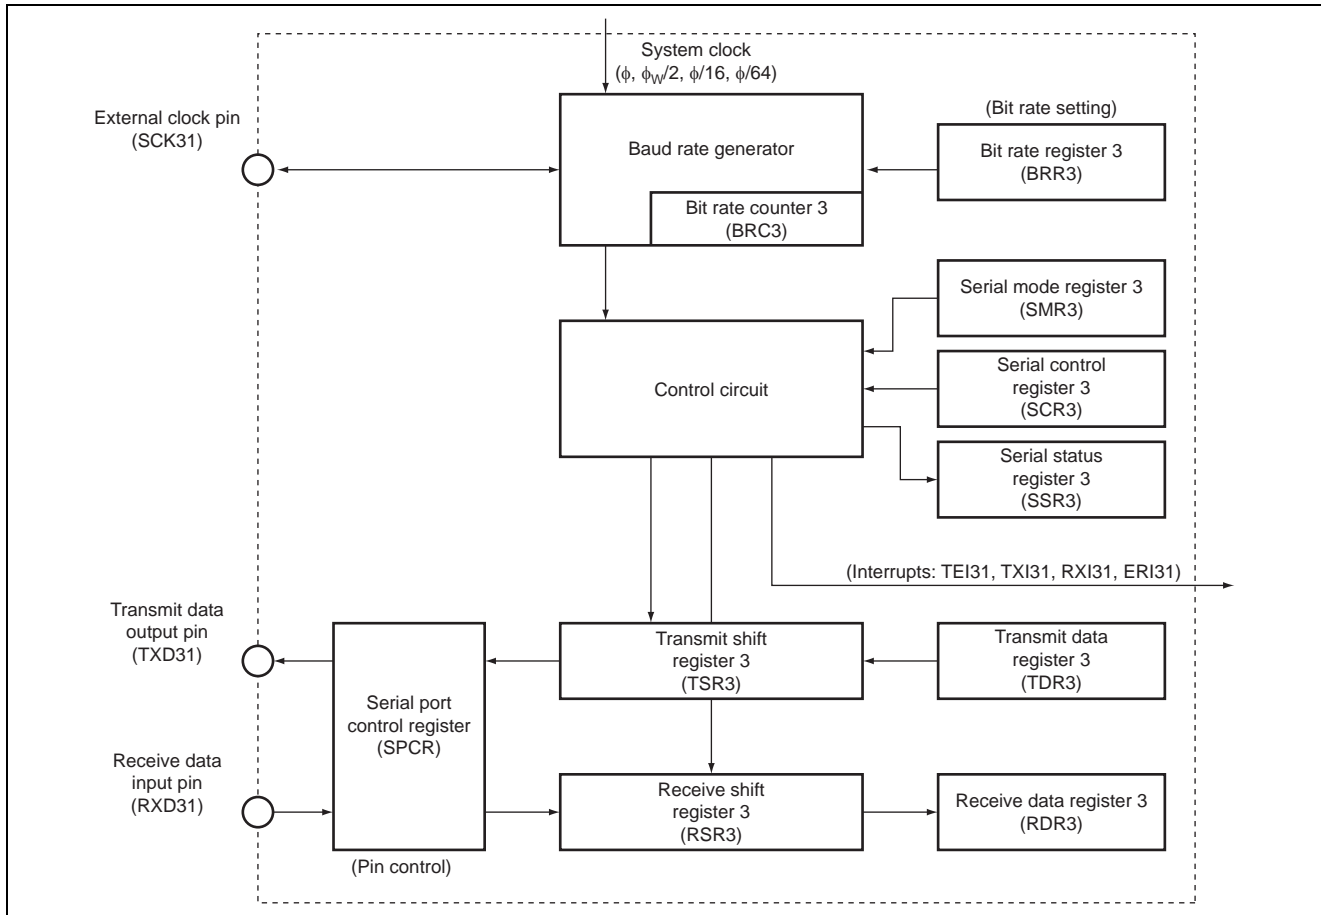 System clock
(ϕ, ϕW/2, ϕ/16, ϕ/64)
External clock pin
(SCK31)
Baud rate generator
(Bit rate setting)
Bit rate register 3
(BRR3)
Bit rate counter 3
(BRC3)
Serial mode register 3
(SMR3)
Control circuit
Serial control
register 3
(SCR3)
Serial status
register 3
(SSR3)
(Interrupts: TEI31, TXI31, RXI31, ERI31)
Transmit data
output pin
(TXD31)
Transmit shift
register 3
(TSR3)
Transmit data
register 3
(TDR3)
Serial port
control register
(SPCR)
Receive data
input pin
(RXD31)
Receive shift
register 3
(RSR3)
Receive data register 3
(RDR3)
(Pin control)